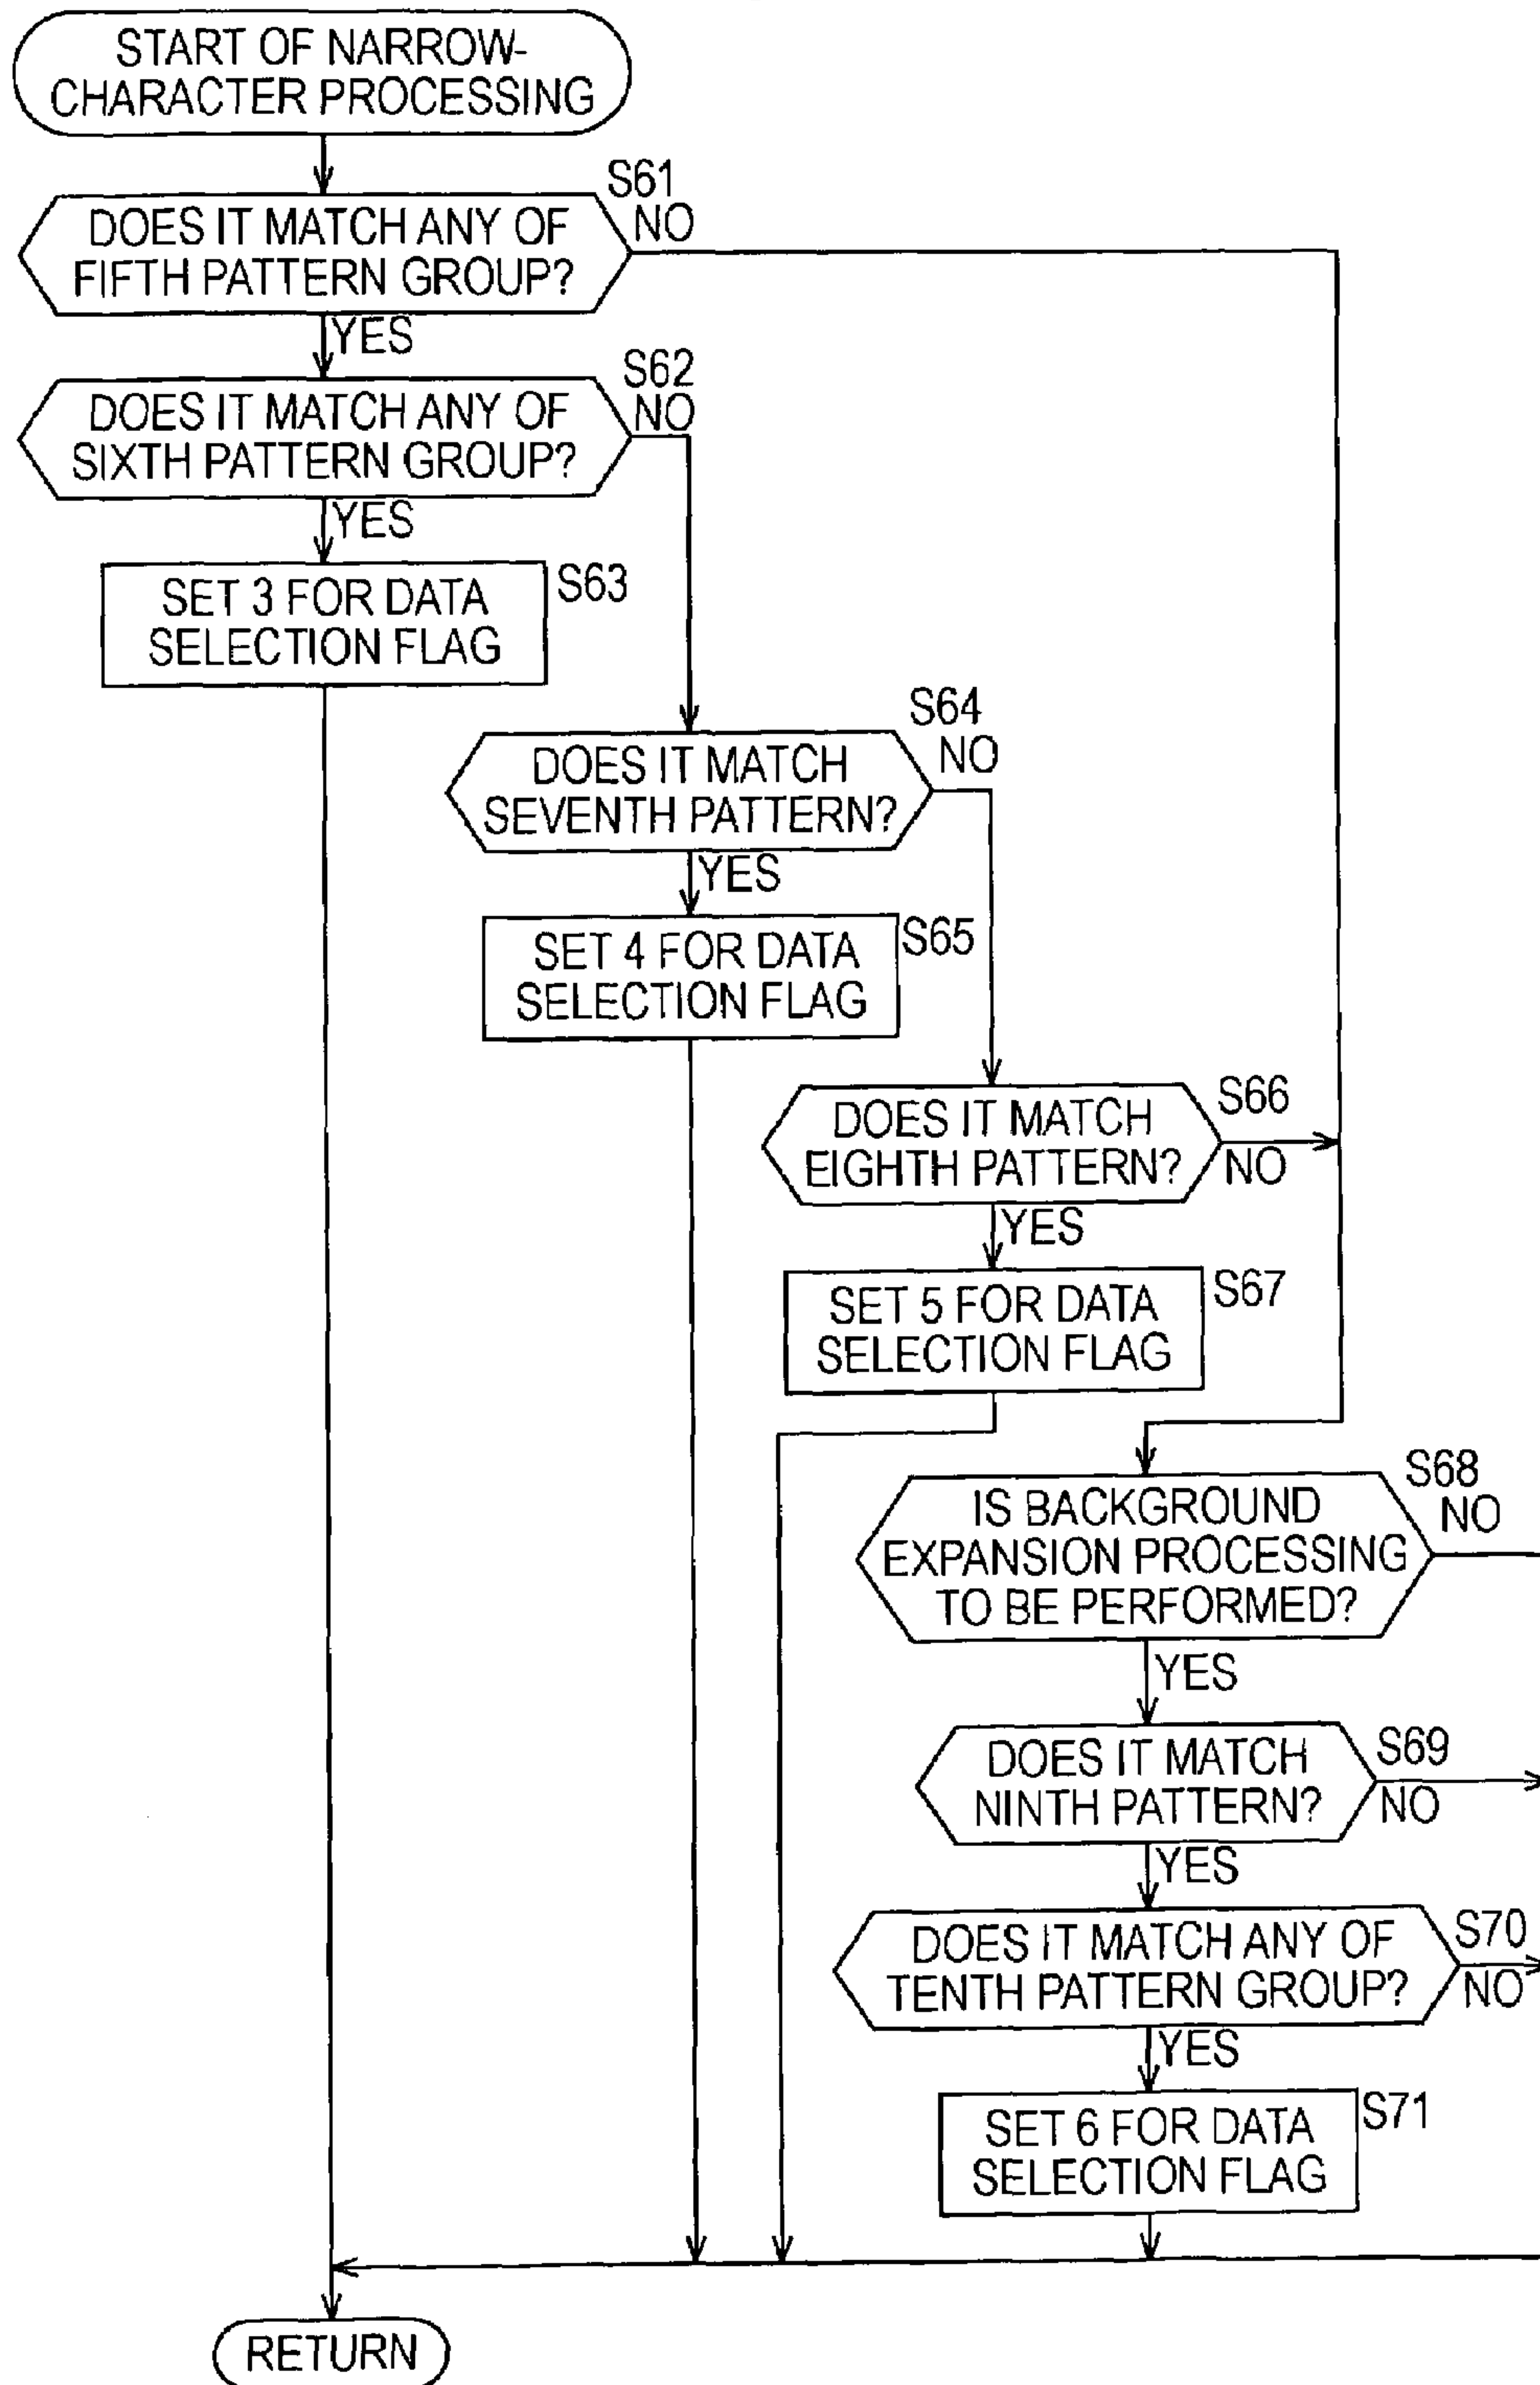 START OF NARROW-
CHARACTER PROCESSING
S61
NO
DOES IT MATCH ANY OF
FIFTH PATTERN GROUP?
YES
S62
NO
DOES IT MATCH ANY OF
SIXTH PATTERN GROUP?
YES
S63
SET 3 FOR DATA
SELECTION FLAG
S64
NO
DOES IT MATCH
SEVENTH PATTERN?
YES
S65
SET 4 FOR DATA
SELECTION FLAG
S66
DOES IT MATCH
EIGHTH PATTERN?
NO
YES
S67
SET 5 FOR DATA
SELECTION FLAG
S68
NO
IS BACKGROUND
EXPANSION PROCESSING
TO BE PERFORMED?
YES
S69
DOES IT MATCH
NINTH PATTERN?
NO
YES
S70
DOES IT MATCH ANY OF
TENTH PATTERN GROUP?
NO
YES
S71
SET 6 FOR DATA
SELECTION FLAG
RETURN